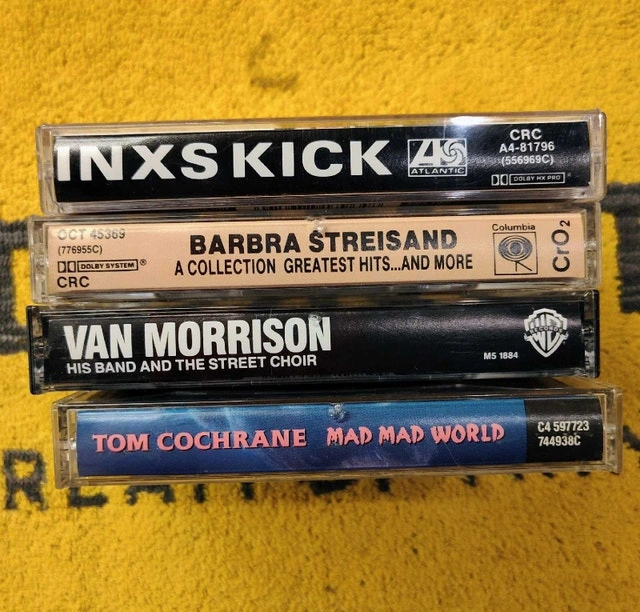 INXS KICK
ATLANTIC
CRC
A4-81796
(556969C)
DOLBY HX PRO
OCT 45369
(776955C)
DOLBY SYSTEM ®
CRC
BARBRA STREISAND
A COLLECTION GREATEST HITS...AND MORE
Columbia
CrO2
VAN MORRISON
HIS BAND AND THE STREET CHOIR
M5 1884
TOM COCHRANE MAD MAD WORLD
C4 597723
744938C